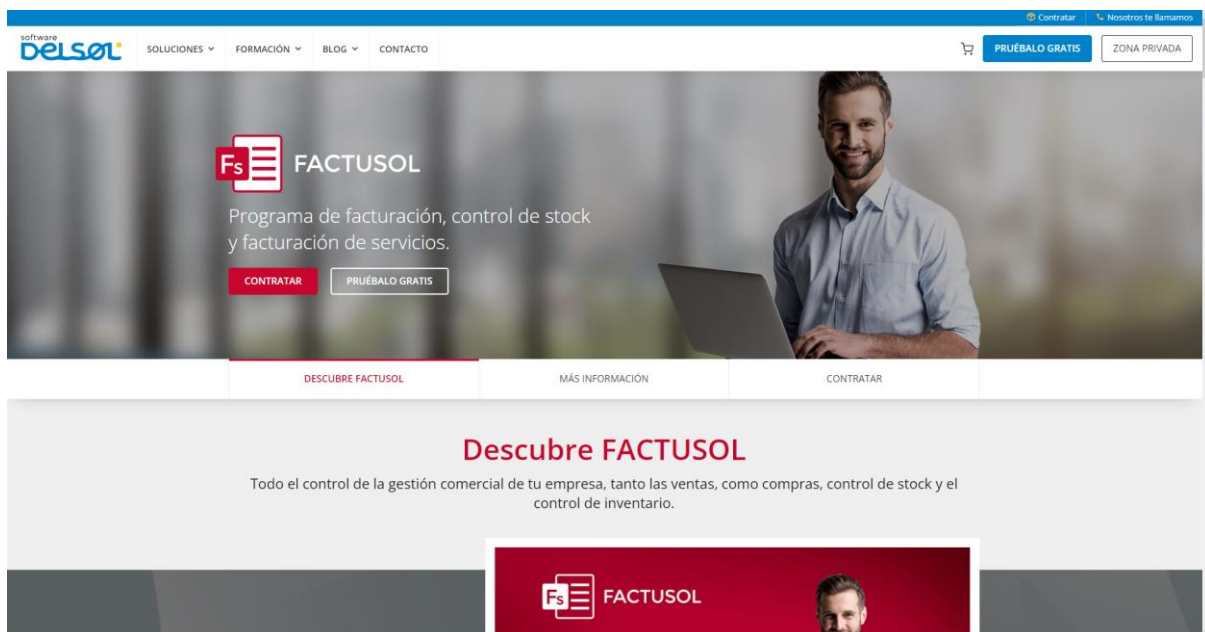 Contratar
Nosotros te llamamos
software
DELSOL
SOLUCIONES
FORMACIÓN
BLOG
CONTACTO
PRUÉBALO GRATIS
ZONA PRIVADA
Fs
FACTUSOL
Programa de facturación, control de stock
y facturación de servicios.
CONTRATAR
PRUÉBALO GRATIS
DESCUBRE FACTUSOL
MÁS INFORMACIÓN
CONTRATAR
Descubre FACTUSOL
Todo el control de la gestión comercial de tu empresa, tanto las ventas, como compras, control de stock y el
control de inventario.
Fs
FACTUSOL